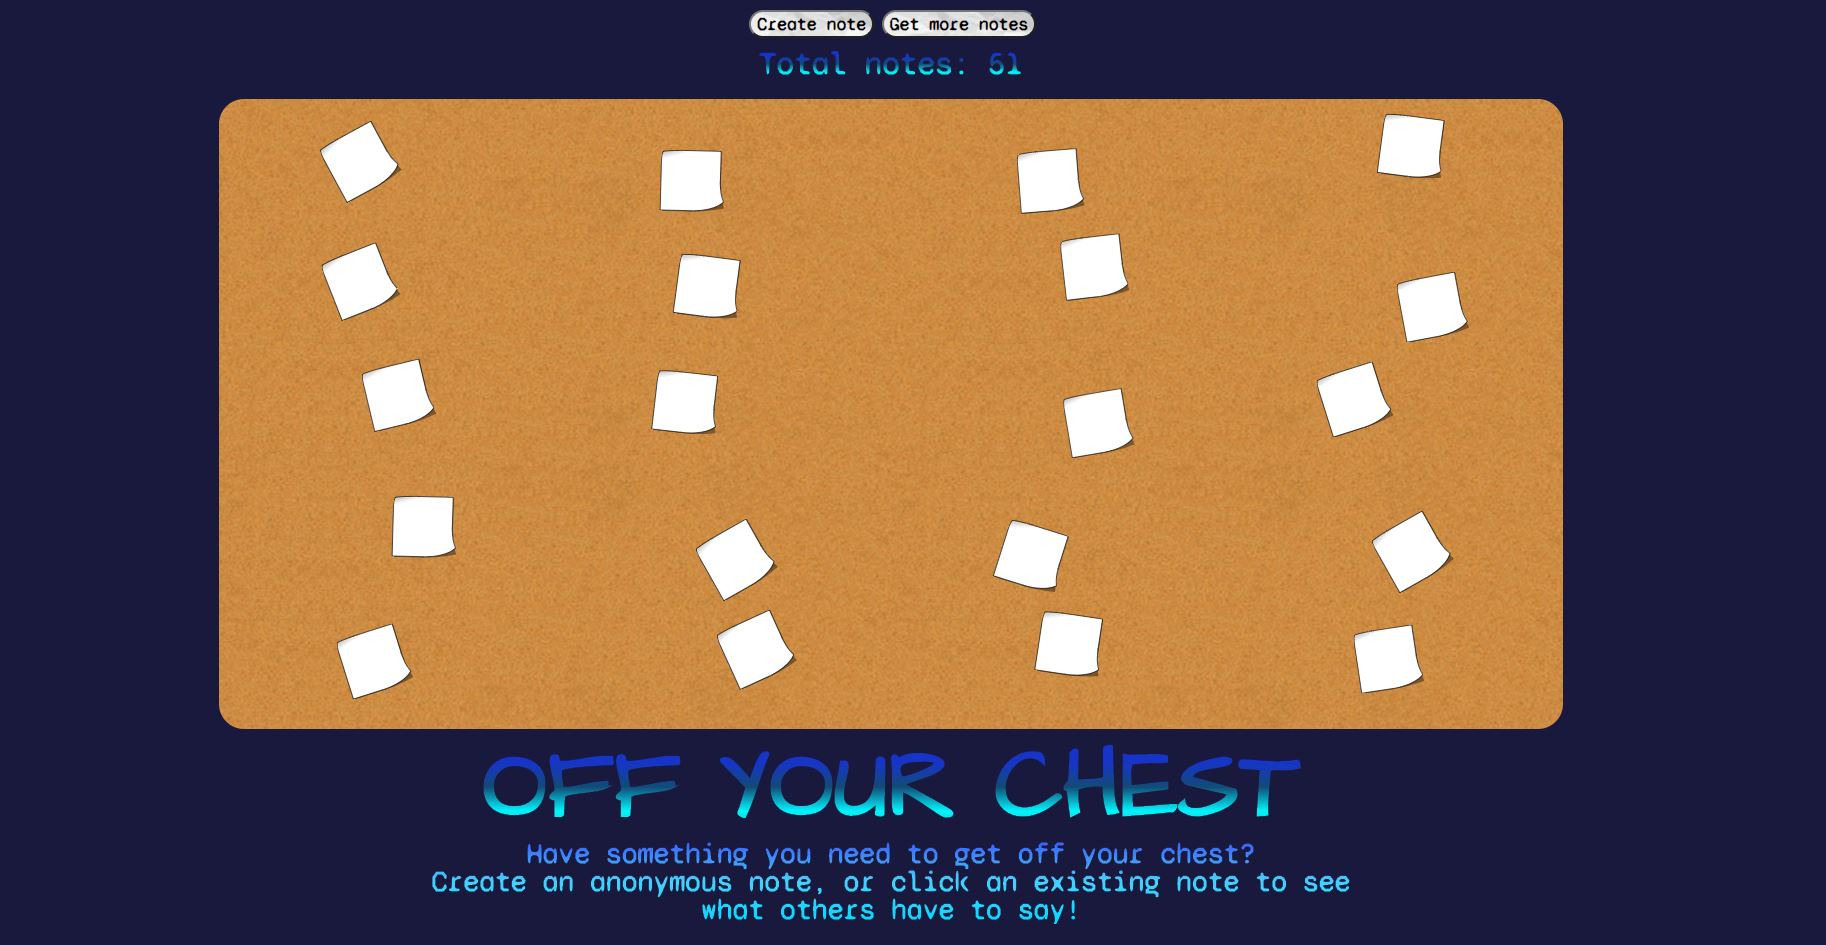 Create note Get more notes
Total notes: 51
OFF YOUR CHEST
Have something you need to get off your chest?
Create an anonymous note, or click an existing note to see
what others have to say!